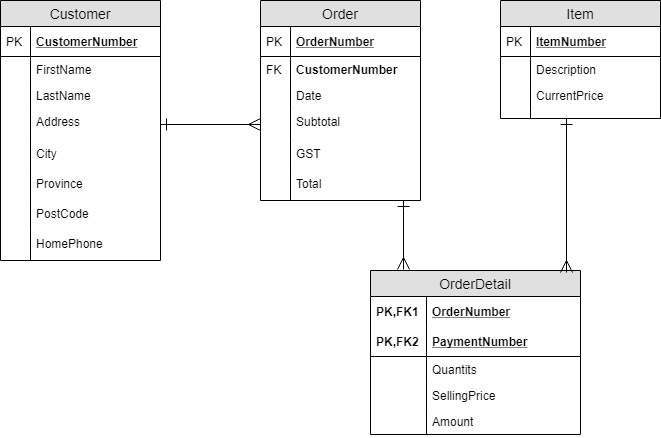 Customer
PK CustomerNumber
FirstName
LastName
Address
City
Province
PostCode
HomePhone
Order
PK OrderNumber
FK CustomerNumber
Date
Subtotal
GST
Total
Item
PK ItemNumber
Description
CurrentPrice
OrderDetail
PK,FK1 OrderNumber
PK,FK2 PaymentNumber
Quantits
SellingPrice
Amount